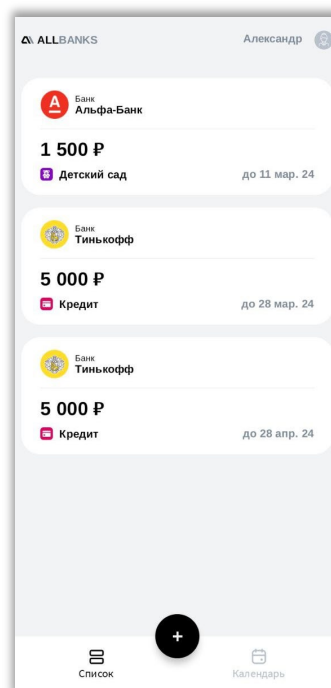 ALLBANKS
Александр
Банк
Альфа-Банк
1 500 ₽
Детский сад
до 11 мар. 24
Банк
Тинькофф
5 000 ₽
Кредит
до 28 мар. 24
Банк
Тинькофф
5 000 ₽
Кредит
до 28 апр. 24
+
Список
Календарь